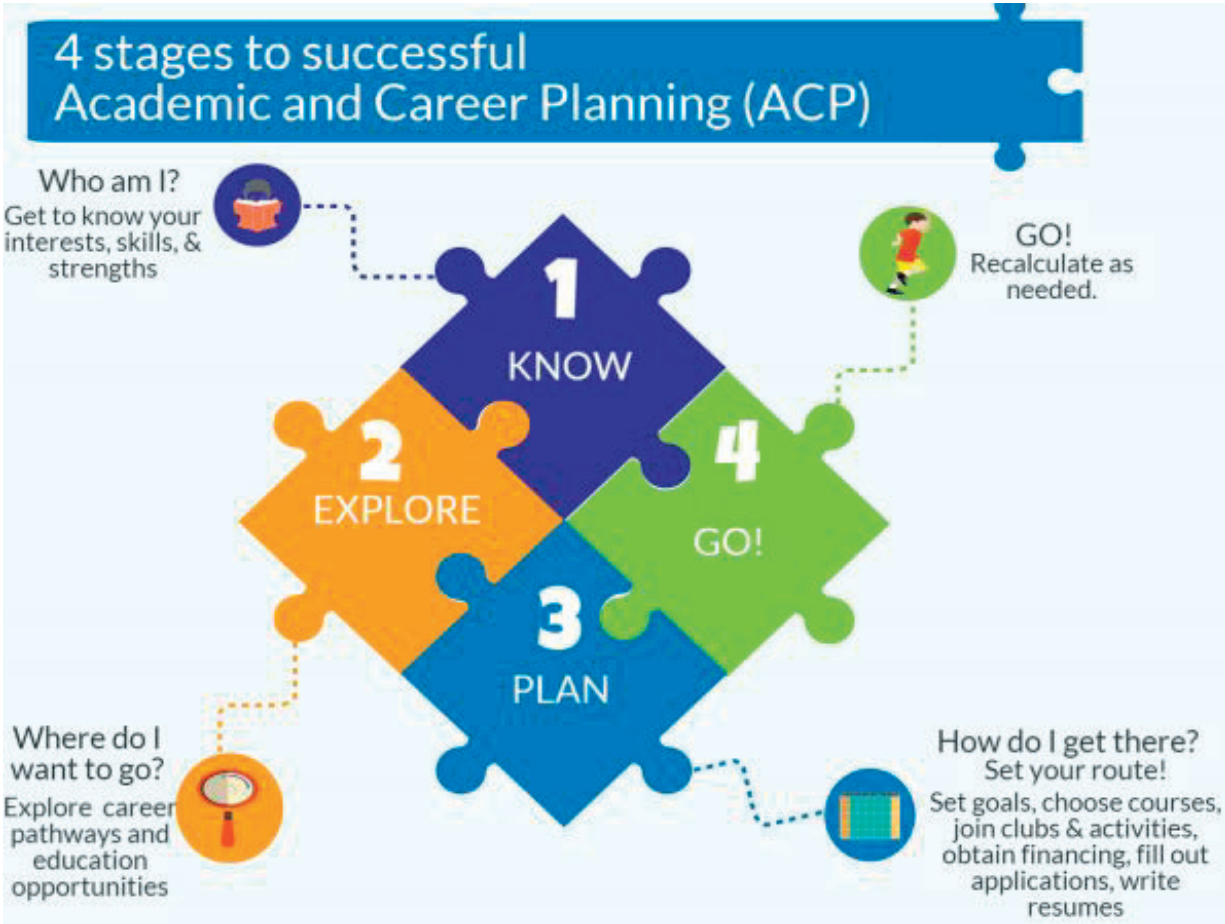 4 stages to successful
Academic and Career Planning (ACP)
Who am I?
Get to know your
interests, skills, &
strengths
GO!
Recalculate as
needed.
1
KNOW
2
EXPLORE
4
GO!
3
PLAN
Where do I
want to go?
Explore career
pathways and
education
opportunities
How do I get there?
Set your route!
Set goals, choose courses,
join clubs & activities,
obtain financing, fill out
applications, write
resumes